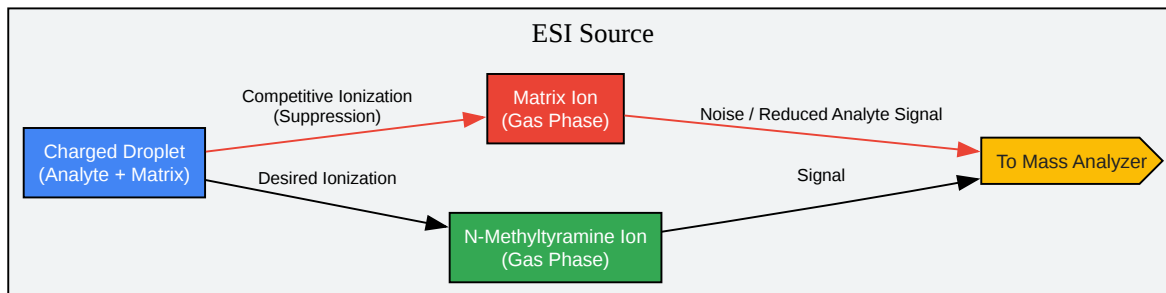 ESI Source
Competitive Ionization
(Suppression)
Matrix Ion
(Gas Phase)
Noise / Reduced Analyte Signal
Charged Droplet
(Analyte + Matrix)
To Mass Analyzer
Desired Ionization
Signal
N-Methyltyramine Ion
(Gas Phase)